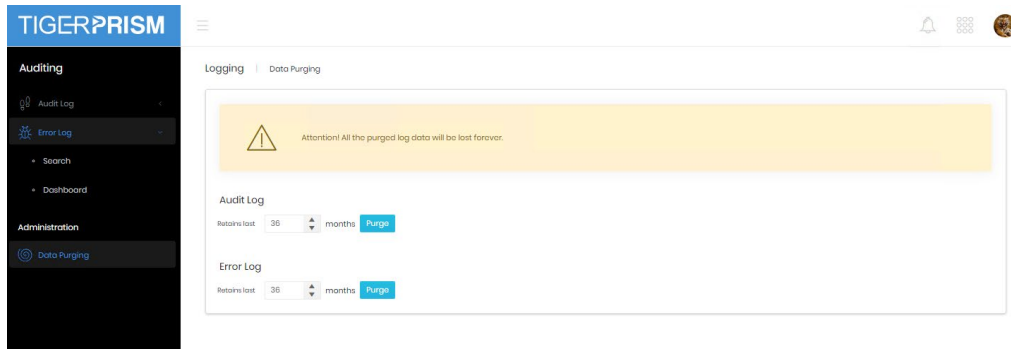 TIGERPRISM
Auditing
Audit Log
Error Log
Search
Dashboard
Administration
Data Purging
Logging | Data Purging
Attention! All the purged log data will be lost forever.
Audit Log
Retains last 36 months Purge
Error Log
Retains last 36 months Purge